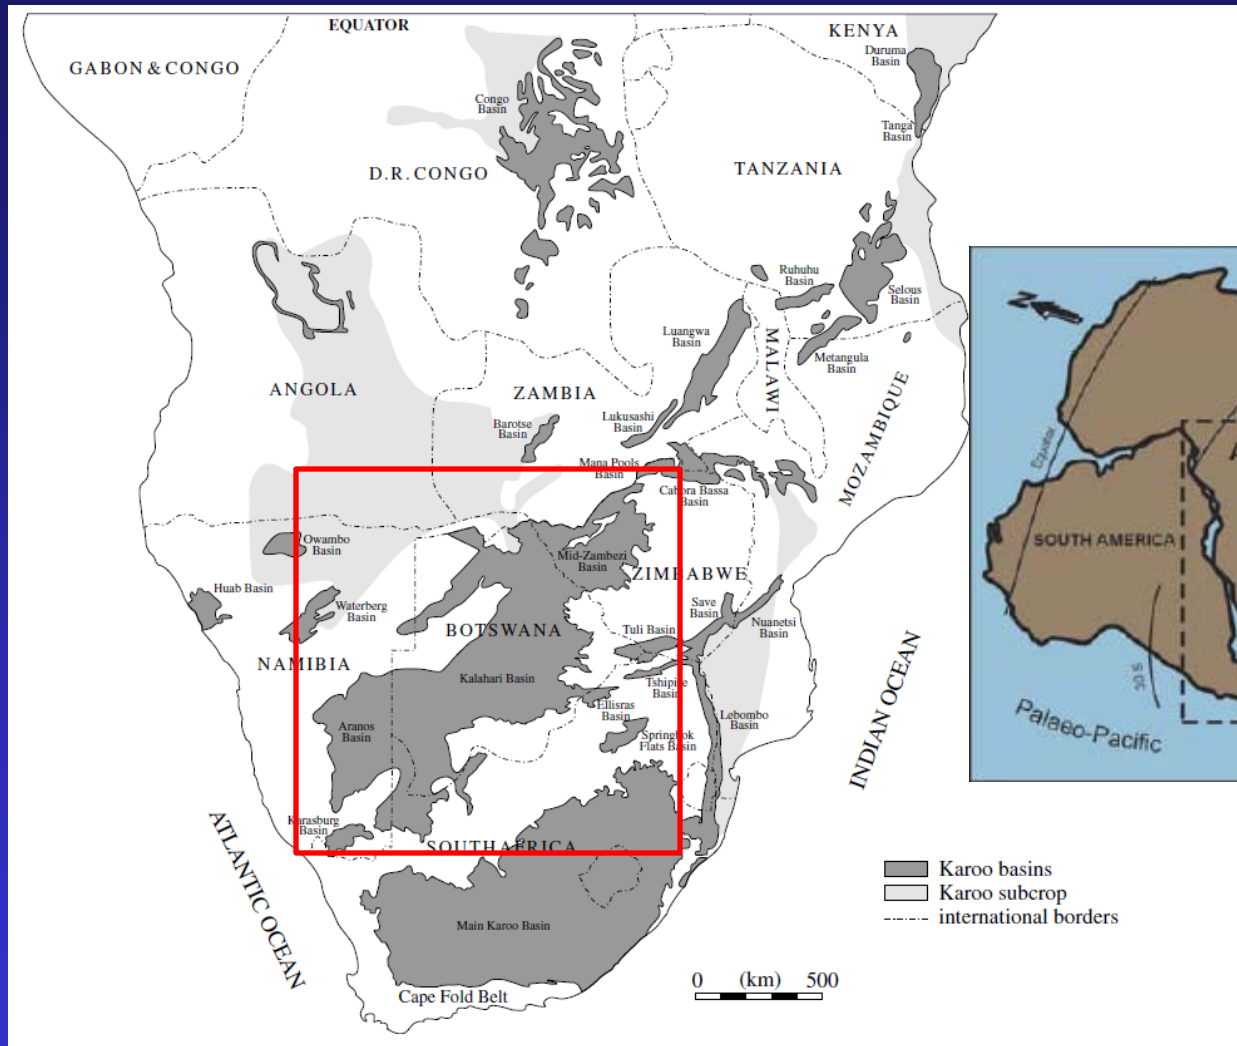 EQUATOR
KENYA
GABON & CONGO
Duruma
Basin
Congo
Basin
Tanga
Basin
D.R. CONGO
TANZANIA
Ruhuhu
Basin
Selous
Basin
Luangwa
Basin
MALAWI
Metangula
Basin
ANGOLA
ZAMBIA
MOZAMBIQUE
Barotse
Basin
Lukusashi
Basin
Mana Pools
Basin
Cabora Bassa
Basin
Owambo
Basin
Mid-Zambezi
Basin
ZIMBABWE
Huab Basin
Waterberg
Basin
Save
Basin
Nuanetsi
Basin
BOTSWANA
Tuli Basin
NAMIBIA
Kalahari Basin
Tshipise
Basin
Ellisras
Basin
Lebombo
Basin
Aranos
Basin
Springbok
Flats Basin
INDIAN OCEAN
Karasburg
Basin
SOUTH AFRICA
ATLANTIC OCEAN
Main Karoo Basin
Cape Fold Belt
Karoo basins
Karoo subcrop
international borders
0 (km) 500
N
Equator
A
SOUTH AMERICA
Palaeo-Pacific